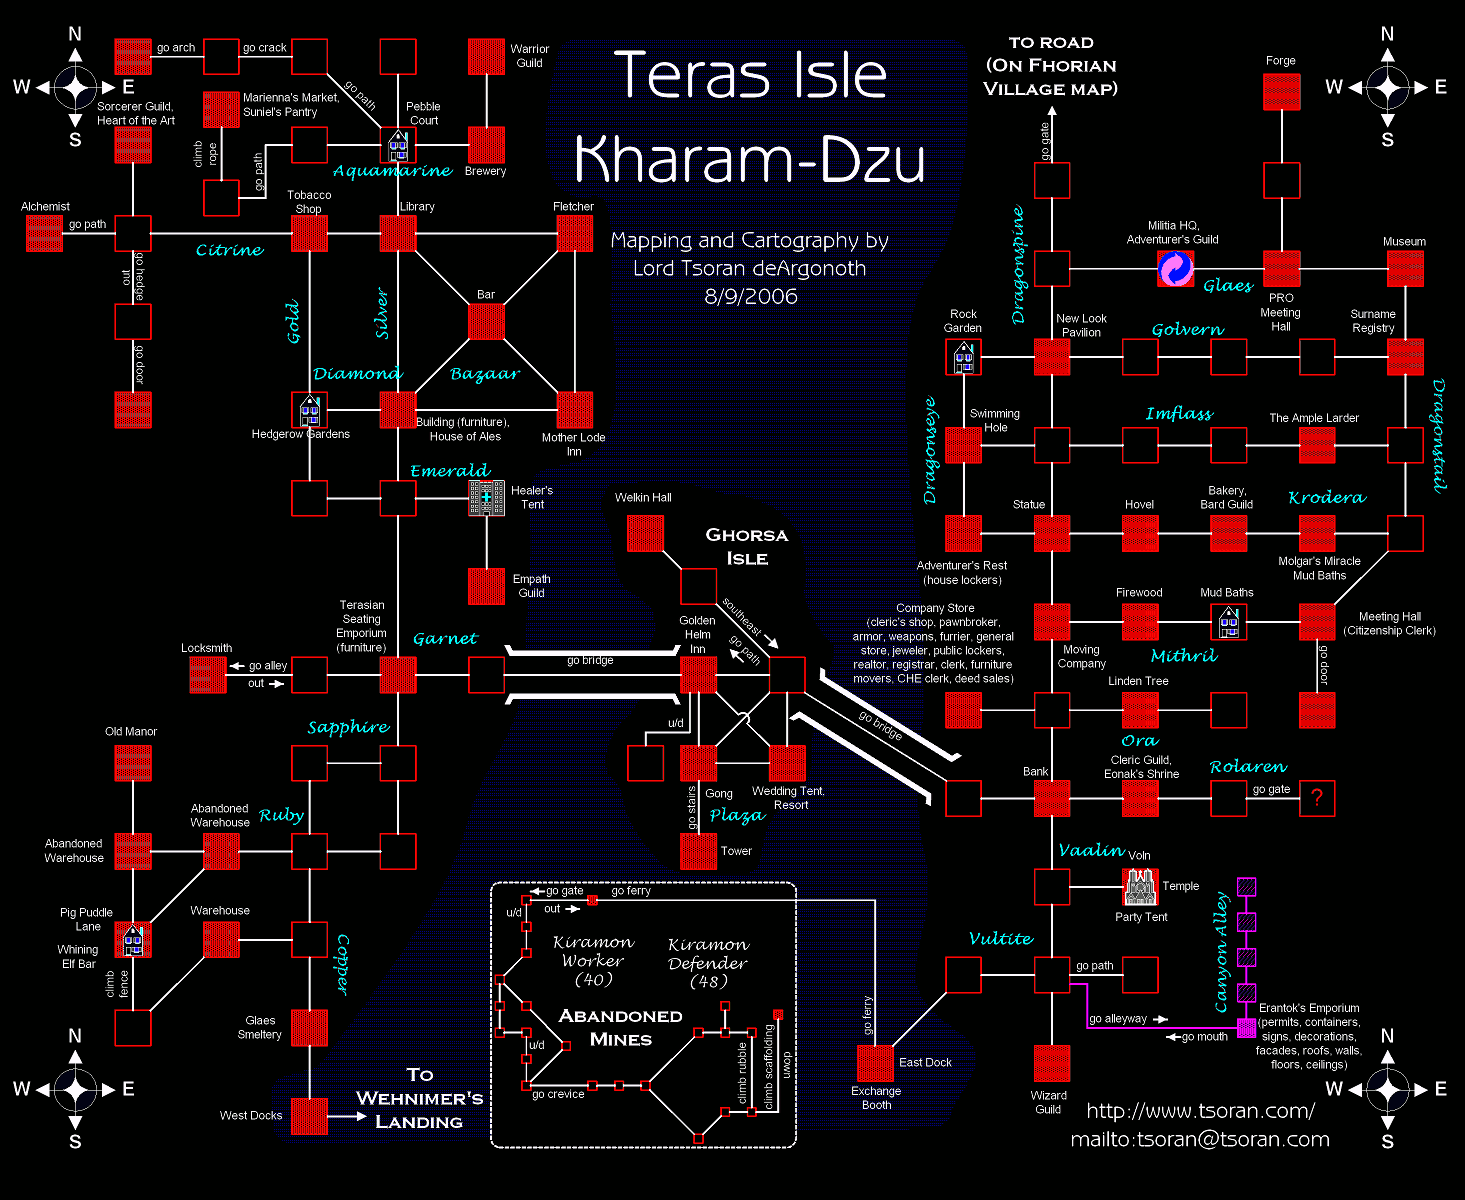 Teras Isle
Kharam-Dzu
Mapping and Cartography by
Lord Tsoran deArgonoth
8/9/2006
N
W
E
S
go arch
go crack
go path
Sorcerer Guild,
Heart of the Art
Marienna's Market,
Suniel's Pantry
climb
rope
go path
Pebble
Court
Warrior
Guild
Brewery
Aquamarine
Alchemist
go path
Citrine
Tobacco
Shop
Library
Fletcher
go hedge
out
go door
Gold
Silver
Bar
Diamond
Bazaar
Hedgerow Gardens
Building (furniture),
House of Ales
Mother Lode
Inn
Emerald
Healer's
Tent
Empath
Guild
Terasian
Seating
Emporium
(furniture)
Garnet
Locksmith
go alley
out
go bridge
Sapphire
Old Manor
Abandoned
Warehouse
Ruby
Abandoned
Warehouse
Pig Puddle
Lane
Whining
Elf Bar
Warehouse
climb
fence
Copper
Glaes
Smeltery
West Docks
To
Wehnimer's
Landing
N
W
E
S
Welkin Hall
Ghorsa
Isle
southeast
go path
Golden
Helm
Inn
u/d
Gong
go stairs
Plaza
Wedding Tent,
Resort
Tower
go bridge
go gate
out
go ferry
u/d
Kiramon
Worker
(40)
Kiramon
Defender
(48)
Abandoned
Mines
u/d
go crevice
climb rubble
climb scaffolding
down
go ferry
East Dock
Exchange
Booth
to road
(On Fhorian
Village map)
go gate
Forge
N
W
E
S
Dragonspine
Militia HQ,
Adventurer's Guild
Glaes
PRO
Meeting
Hall
Museum
Rock
Garden
New Look
Pavilion
Golvern
Surname
Registry
Dragonseye
Swimming
Hole
Imflass
The Ample Larder
Dragonstail
Statue
Hovel
Bakery,
Bard Guild
Krodera
Adventurer's Rest
(house lockers)
Molgar's Miracle
Mud Baths
Company Store
(cleric's shop, pawnbroker,
armor, weapons, furrier, general
store, jeweler, public lockers,
realtor, registrar, clerk, furniture
movers, CHE clerk, deed sales)
Firewood
Mud Baths
Meeting Hall
(Citizenship Clerk)
Moving
Company
Mithril
go door
Linden Tree
Ora
Bank
Cleric Guild,
Eonak's Shrine
Rolaren
go gate
?
Vaalin
Voln
Temple
Party Tent
Canyon Alley
Vultite
go path
go alleyway
go mouth
Erantok's Emporium
(permits, containers,
signs, decorations,
facades, roofs, walls,
floors, ceilings)
Wizard
Guild
N
W
E
S
http://www.tsoran.com/
mailto:tsoran@tsoran.com